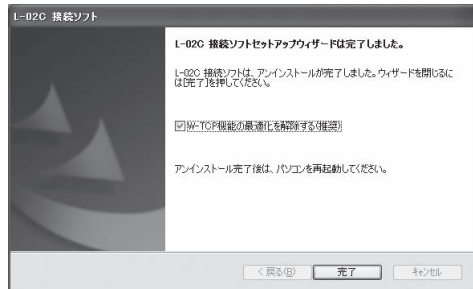 L-02C 接続ソフト
L-02C 接続ソフトセットアップウィザードは完了しました。
L-02C 接続ソフトは、アンインストールが完了しました。ウィザードを閉じるに
は[完了]を押してください。
W-TCP機能の最適化を解除する(推奨)
アンインストール完了後は、パソコンを再起動してください。
< 戻る(B)
完了
キャンセル